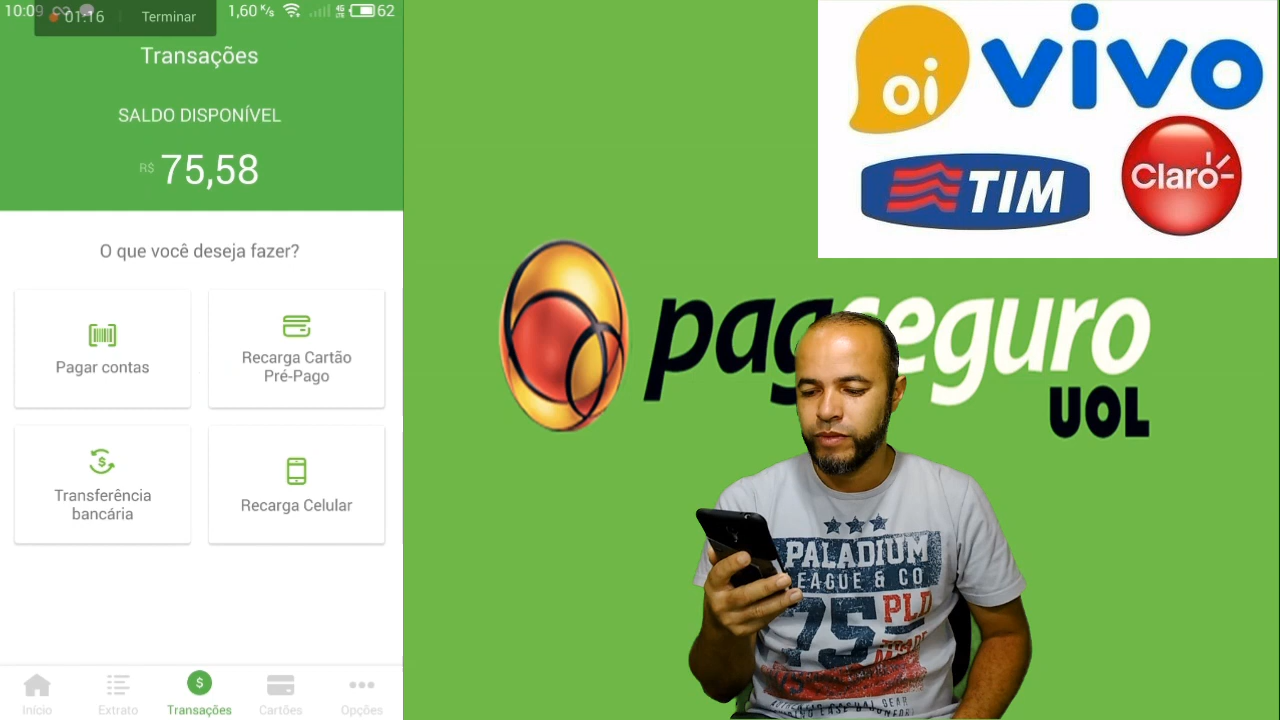 10:09
01:16
Terminar
1,60 K/s
4G
LTE
62
Transações
SALDO DISPONÍVEL
R$ 75,58
O que você deseja fazer?
Pagar contas
Recarga Cartão
Pré-Pago
Transferência
bancária
Recarga Celular
Início
Extrato
Transações
Cartões
Opções
oi
vivo
TIM
Claro
pagseguro
UOL
PALADIUM
LEAGUE & CO
75
PLD